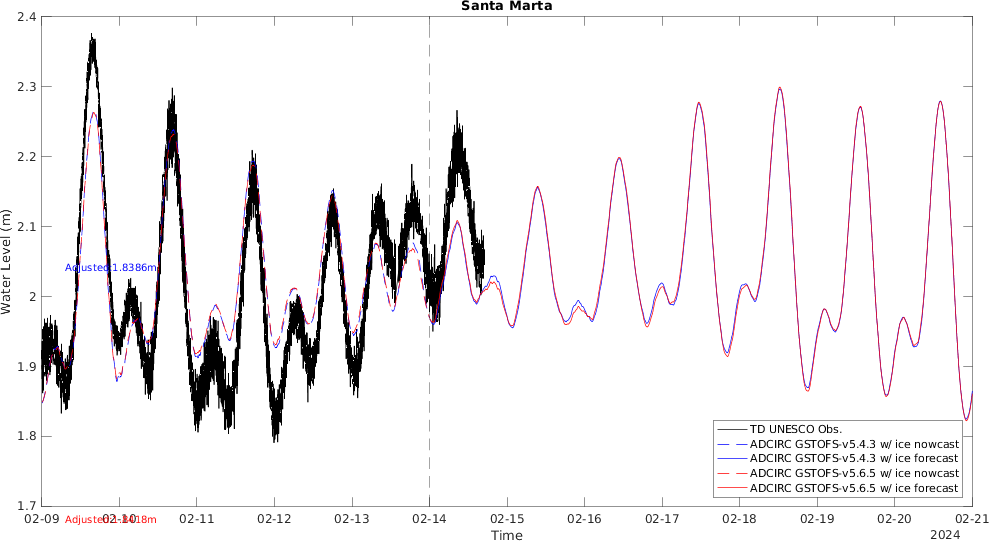 Santa Marta
2.4
2.3
2.2
2.1
2
1.9
1.8
1.7
Water Level (m)
Adjusted:1.8386m
TD UNESCO Obs.
ADCIRC GSTOFS-v5.4.3 w/ ice nowcast
ADCIRC GSTOFS-v5.4.3 w/ ice forecast
ADCIRC GSTOFS-v5.6.5 w/ ice nowcast
ADCIRC GSTOFS-v5.6.5 w/ ice forecast
02-09 02-10 02-11 02-12 02-13 02-14 02-15 02-16 02-17 02-18 02-19 02-20 02-21
Time
2024